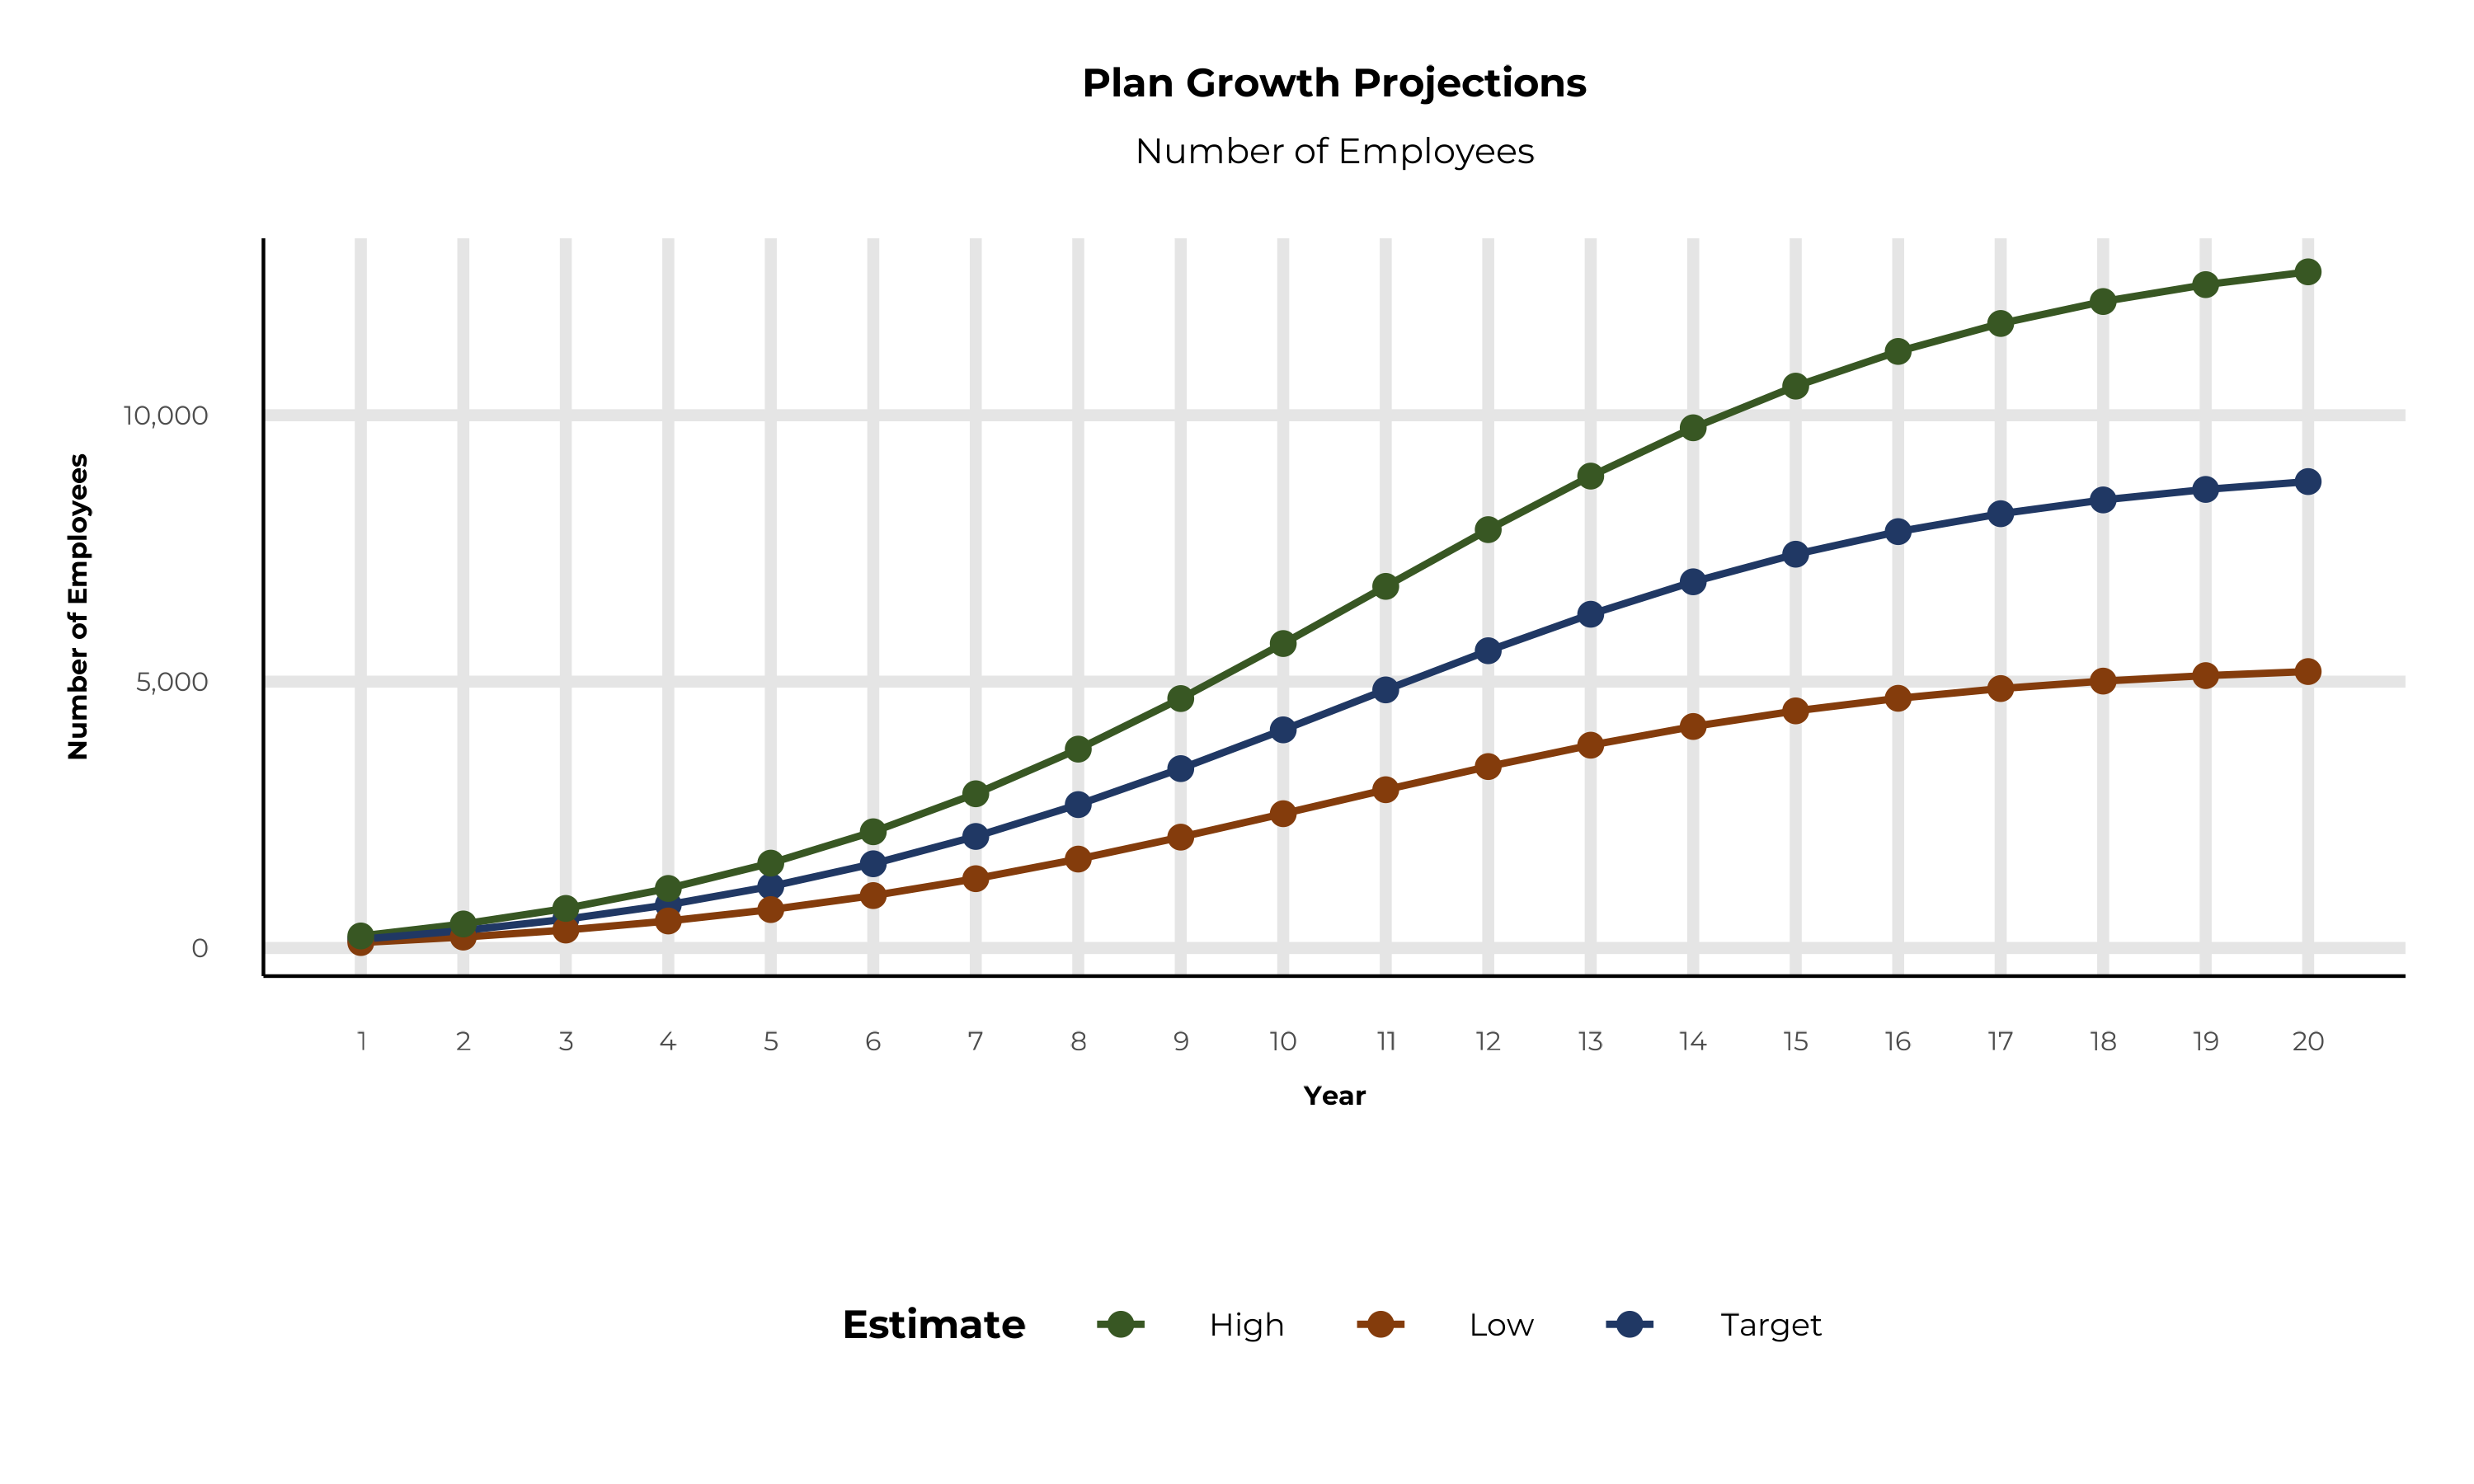 Plan Growth Projections
Number of Employees
Number of Employees
10,000
5,000
0
1 2 3 4 5 6 7 8 9 10 11 12 13 14 15 16 17 18 19 20
Year
Estimate High Low Target